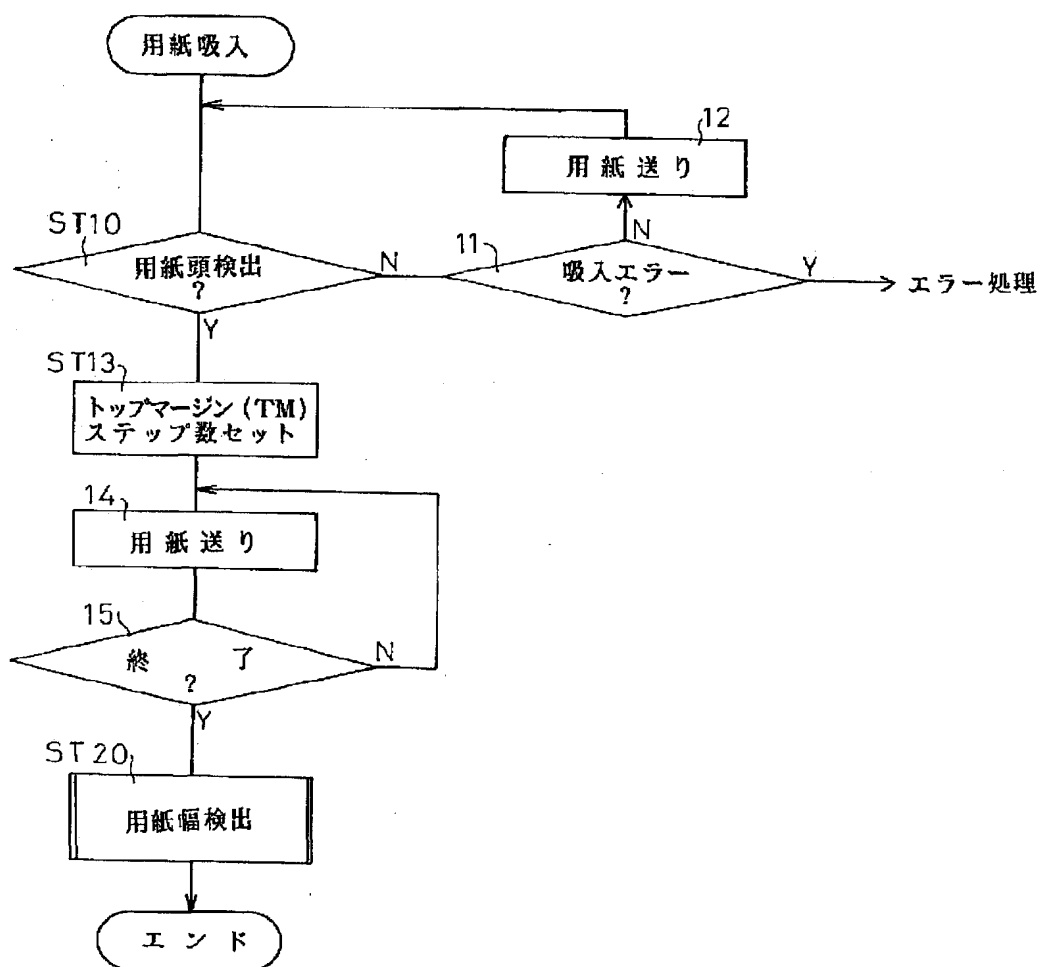 用紙吸入
12
用紙送り
ST10
用紙頭検出
?
N
11
吸入エラー
?
N
Y
エラー処理
Y
ST13
トップマージン(TM)
ステップ数セット
14
用紙送り
15
終了
?
N
Y
ST20
用紙幅検出
エンド